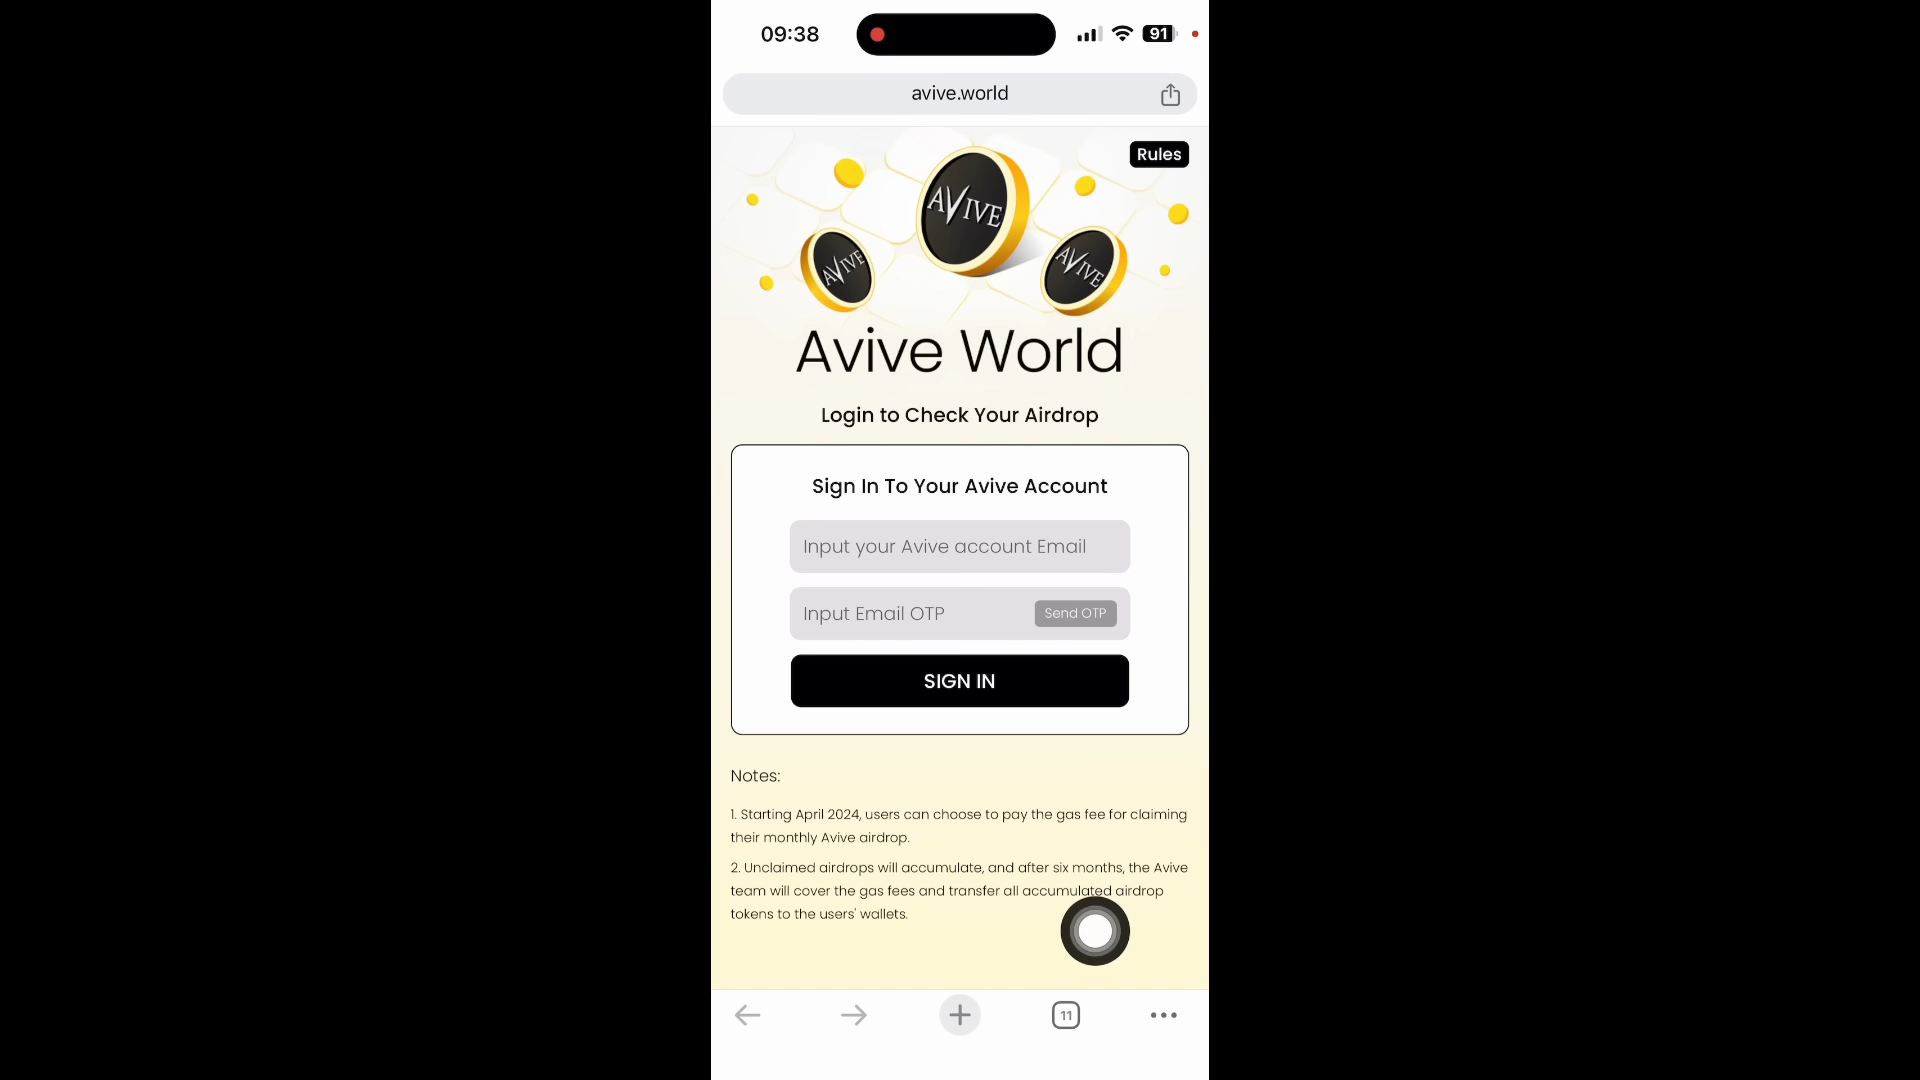 09:38
91
avive.world
Rules
AVIVE
AVIVE
AVIVE
Avive World
Login to Check Your Airdrop
Sign In To Your Avive Account
Input your Avive account Email
Input Email OTP
Send OTP
SIGN IN
Notes:
1. Starting April 2024, users can choose to pay the gas fee for claiming
their monthly Avive airdrop.
2. Unclaimed airdrops will accumulate, and after six months, the Avive
team will cover the gas fees and transfer all accumulated airdrop
tokens to the users' wallets.
11